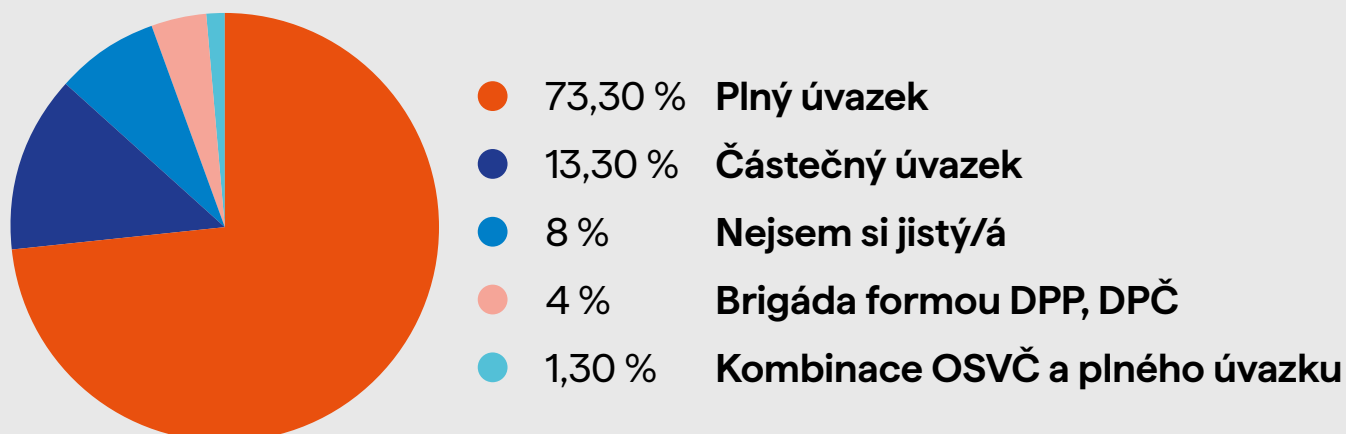 73,30 % Plný úvazek
13,30 % Částečný úvazek
8 % Nejsem si jistý/á
4 % Brigáda formou DPP, DPČ
1,30 % Kombinace OSVČ a plného úvazku